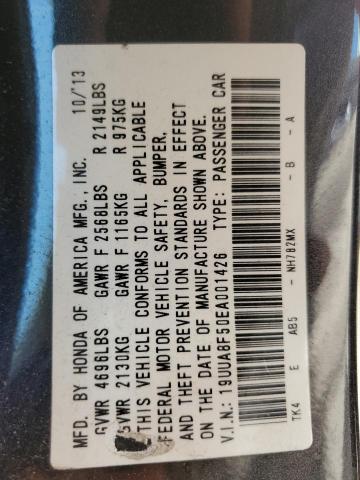 MFD. BY HONDA OF AMERICA MFG., INC. 10/'13
GVWR 4696LBS GAWR F 2568LBS R 2149LBS
GVWR 2130KG GAWR F 1165KG R 975KG
THIS VEHICLE CONFORMS TO ALL APPLICABLE
FEDERAL MOTOR VEHICLE SAFETY, BUMPER,
AND THEFT PREVENTION STANDARDS IN EFFECT
ON THE DATE OF MANUFACTURE SHOWN ABOVE.
V.I.N.: 19UUA8F50EA001426 TYPE: PASSENGER CAR
TK4 E AB5 - NH782MX - B - A